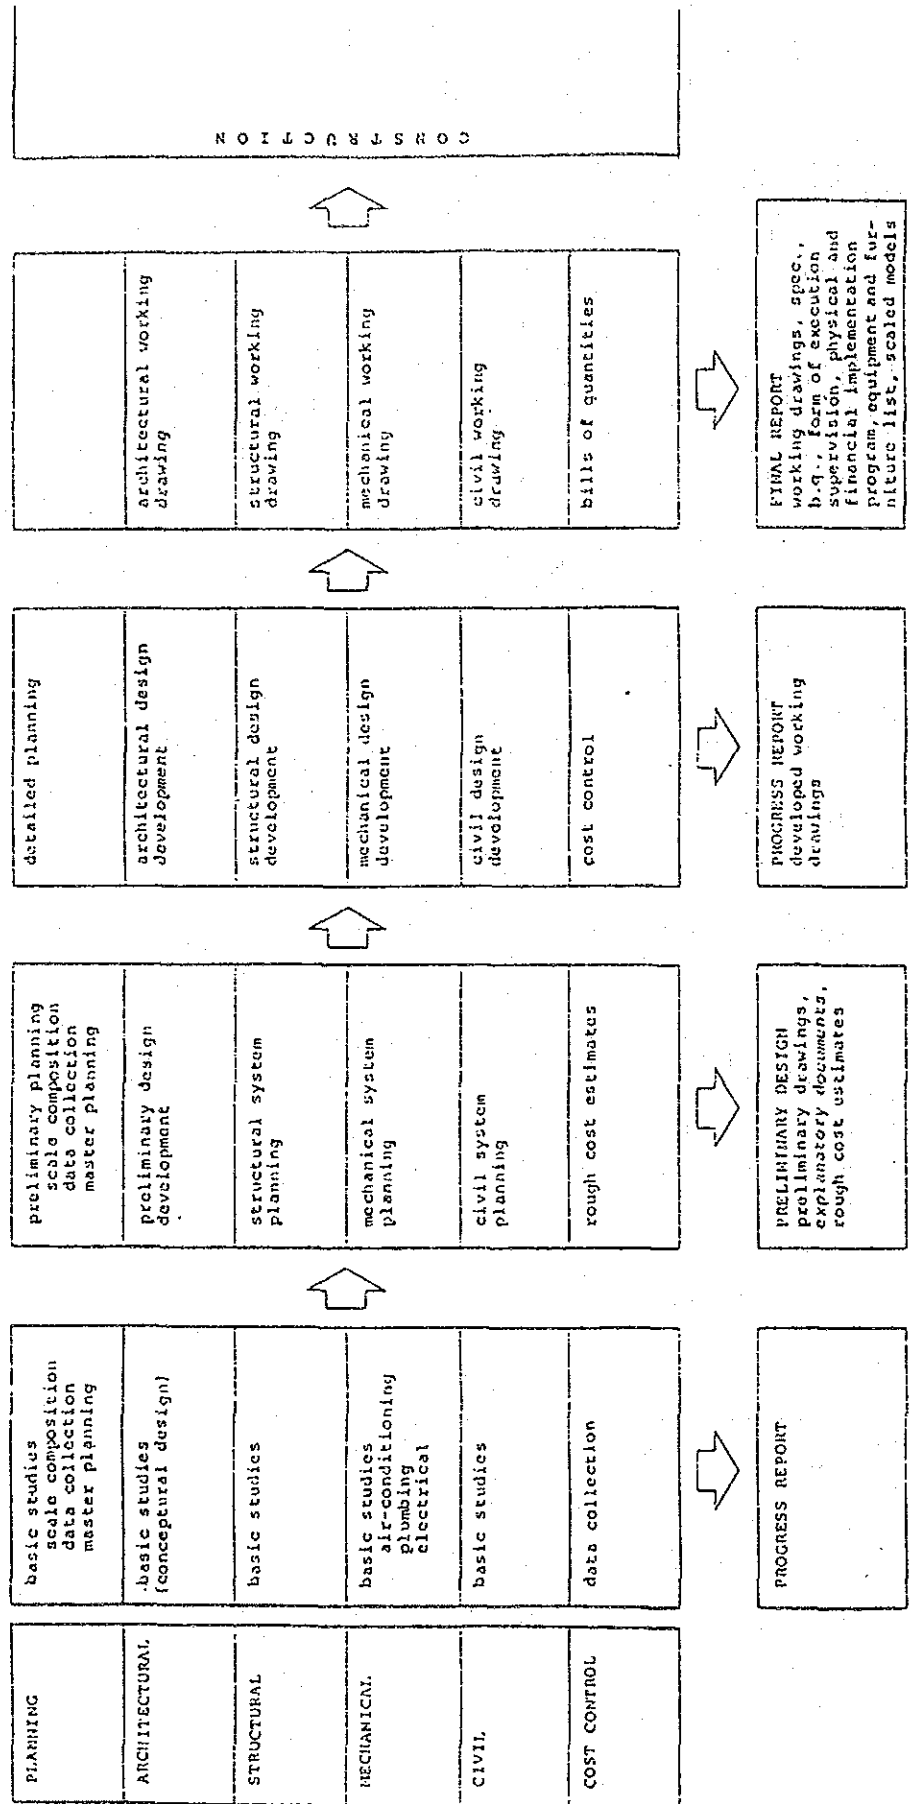 PLANNING
ARCHITECTURAL
STRUCTURAL
MECHANICAL
CIVIL
COST CONTROL
basic studies
scale composition
data collection
master planning
basic studies
(conceptual design)
basic studies
basic studies
air-conditioning
plumbing
electrical
basic studies
data collection
PROGRESS REPORT
preliminary planning
scale composition
data collection
master planning
preliminary design
development
structural system
planning
mechanical system
planning
civil system
planning
rough cost estimates
PRELIMINARY DESIGN
preliminary drawings,
explanatory documents,
rough cost estimates
detailed planning
architectural design
development
structural design
development
mechanical design
development
civil design
development
cost control
PROGRESS REPORT
developed working
drawings
architectural working
drawing
structural working
drawing
mechanical working
drawing
civil working
drawing
bills of quantities
FINAL REPORT
working drawings, spec.,
b.q., form of execution
supervision, physical and
financial implementation
program, equipment and fur-
niture list, scaled models
CONSTRUCTION